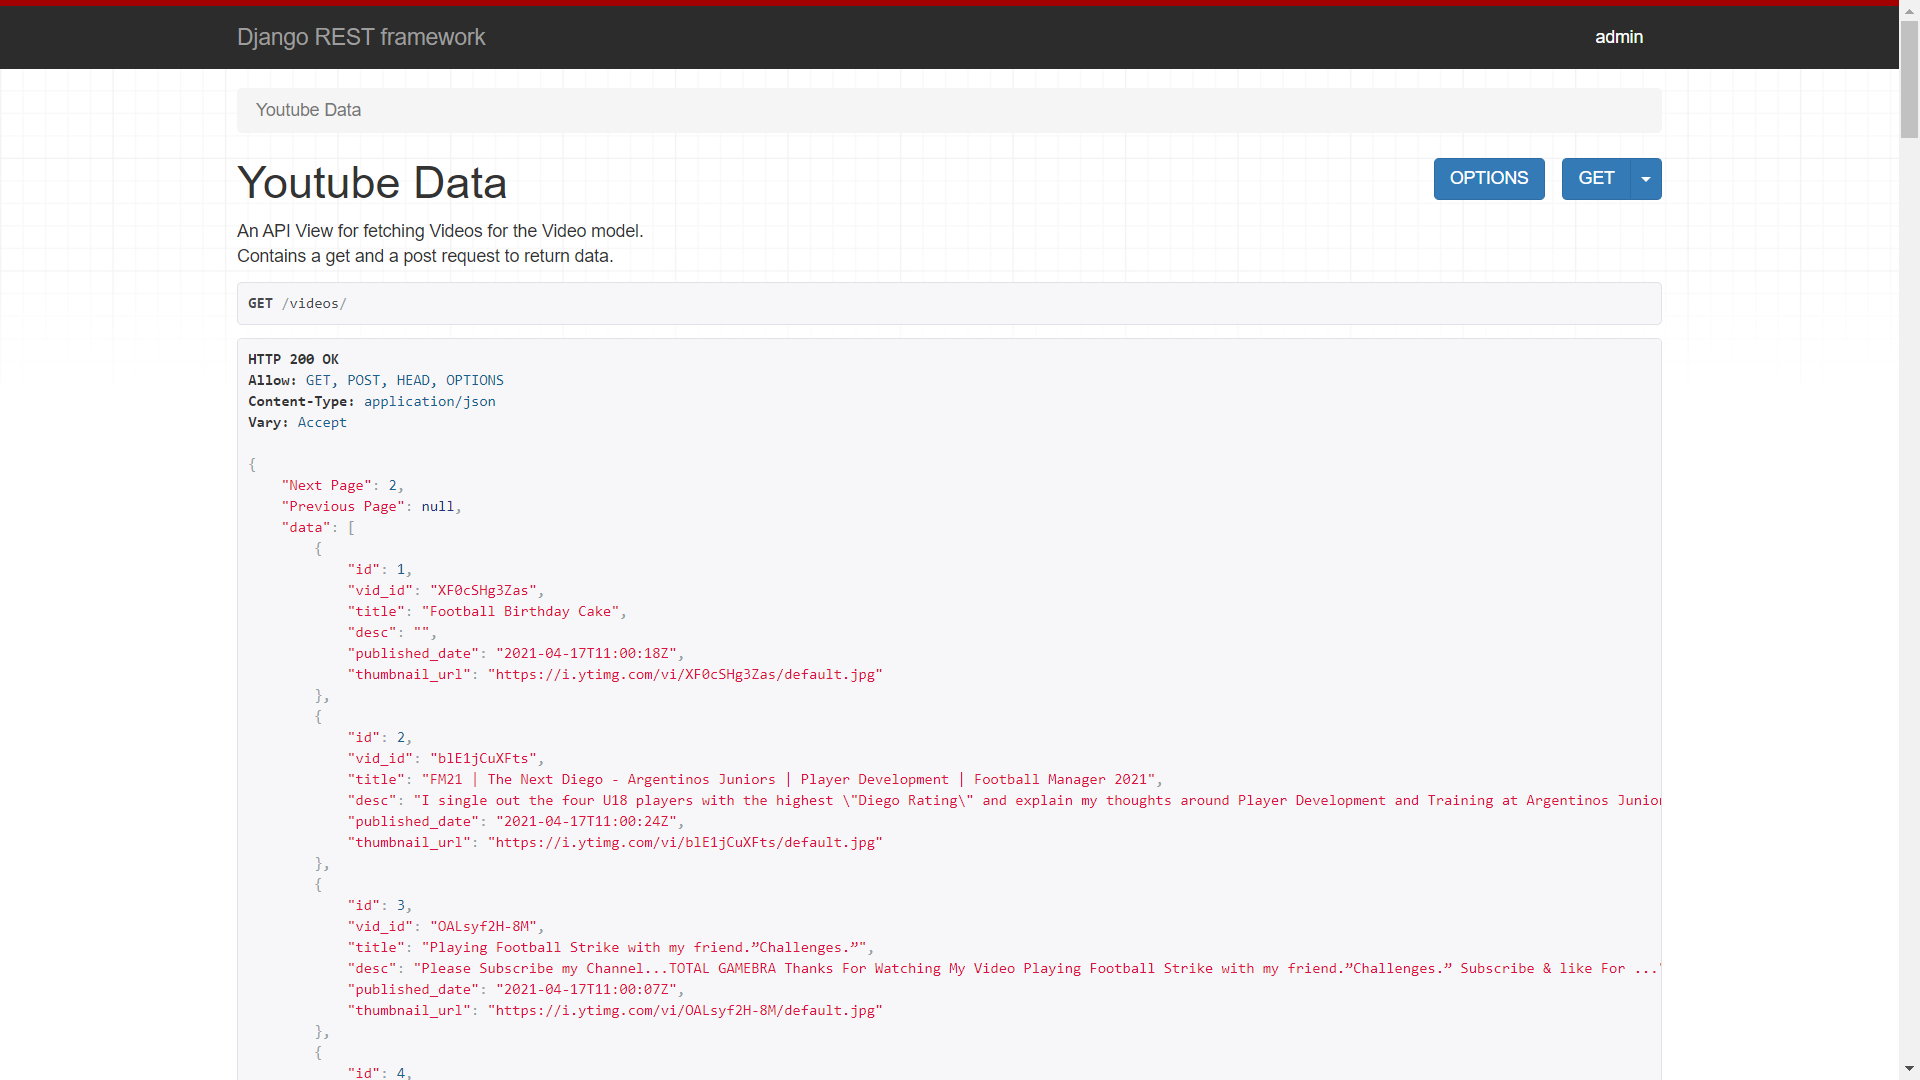 Django REST framework
admin
Youtube Data
Youtube Data
OPTIONS
GET
An API View for fetching Videos for the Video model.
Contains a get and a post request to return data.
GET /videos/
HTTP 200 OK
Allow: GET, POST, HEAD, OPTIONS
Content-Type: application/json
Vary: Accept
{
"Next Page": 2,
"Previous Page": null,
"data": [
{
"id": 1,
"vid_id": "XF0cSHg3Zas",
"title": "Football Birthday Cake",
"desc": "",
"published_date": "2021-04-17T11:00:18Z",
"thumbnail_url": "https://i.ytimg.com/vi/XF0cSHg3Zas/default.jpg"
},
{
"id": 2,
"vid_id": "blE1jCuXFts",
"title": "FM21 | The Next Diego - Argentinos Juniors | Player Development | Football Manager 2021",
"desc": "I single out the four U18 players with the highest \"Diego Rating\" and explain my thoughts around Player Development and Training at Argentinos Junior
"published_date": "2021-04-17T11:00:24Z",
"thumbnail_url": "https://i.ytimg.com/vi/blE1jCuXFts/default.jpg"
},
{
"id": 3,
"vid_id": "OALsyf2H-8M",
"title": "Playing Football Strike with my friend.”Challenges.”",
"desc": "Please Subscribe my Channel...TOTAL GAMEBRA Thanks For Watching My Video Playing Football Strike with my friend.”Challenges.” Subscribe & like For ...
"published_date": "2021-04-17T11:00:07Z",
"thumbnail_url": "https://i.ytimg.com/vi/OALsyf2H-8M/default.jpg"
},
{
"id": 4,